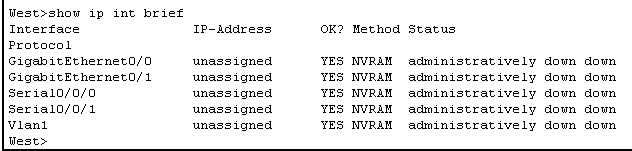 West>show ip int brief
Interface IP-Address OK? Method Status
Protocol
GigabitEthernet0/0 unassigned YES NVRAM administratively down down
GigabitEthernet0/1 unassigned YES NVRAM administratively down down
Serial0/0/0 unassigned YES NVRAM administratively down down
Serial0/0/1 unassigned YES NVRAM administratively down down
Vlan1 unassigned YES NVRAM administratively down down
West>